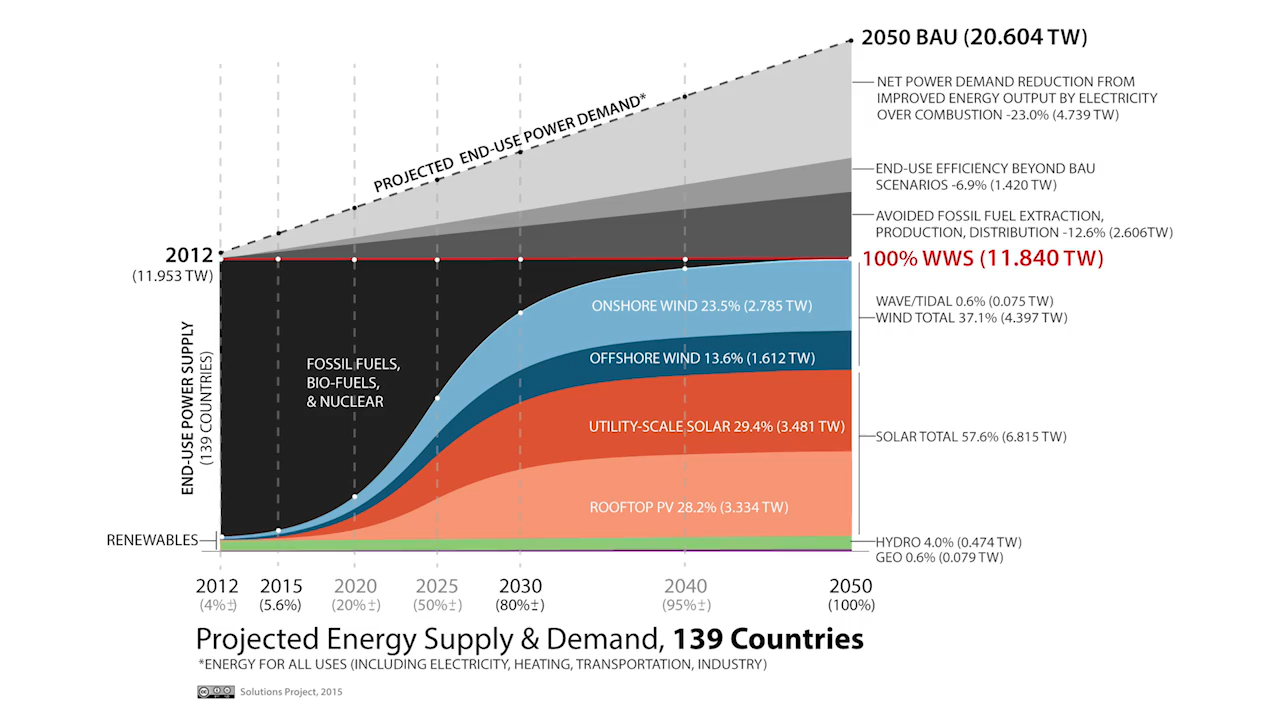 2050 BAU (20.604 TW)
NET POWER DEMAND REDUCTION FROM
IMPROVED ENERGY OUTPUT BY ELECTRICITY
OVER COMBUSTION -23.0% (4.739 TW)
PROJECTED END-USE POWER DEMAND*
END-USE EFFICIENCY BEYOND BAU
SCENARIOS -6.9% (1.420 TW)
AVOIDED FOSSIL FUEL EXTRACTION,
PRODUCTION, DISTRIBUTION -12.6% (2.606TW)
2012
(11.953 TW)
100% WWS (11.840 TW)
WAVE/TIDAL 0.6% (0.075 TW)
WIND TOTAL 37.1% (4.397 TW)
ONSHORE WIND 23.5% (2.785 TW)
OFFSHORE WIND 13.6% (1.612 TW)
FOSSIL FUELS,
BIO-FUELS,
& NUCLEAR
END-USE POWER SUPPLY
(139 COUNTRIES)
UTILITY-SCALE SOLAR 29.4% (3.481 TW)
SOLAR TOTAL 57.6% (6.815 TW)
ROOFTOP PV 28.2% (3.334 TW)
RENEWABLES
HYDRO 4.0% (0.474 TW)
GEO 0.6% (0.079 TW)
2012 2015 2020 2025 2030 2040 2050
(4%±) (5.6%) (20%±) (50%±) (80%±) (95%±) (100%)
Projected Energy Supply & Demand, 139 Countries
*ENERGY FOR ALL USES (INCLUDING ELECTRICITY, HEATING, TRANSPORTATION, INDUSTRY)
Solutions Project, 2015